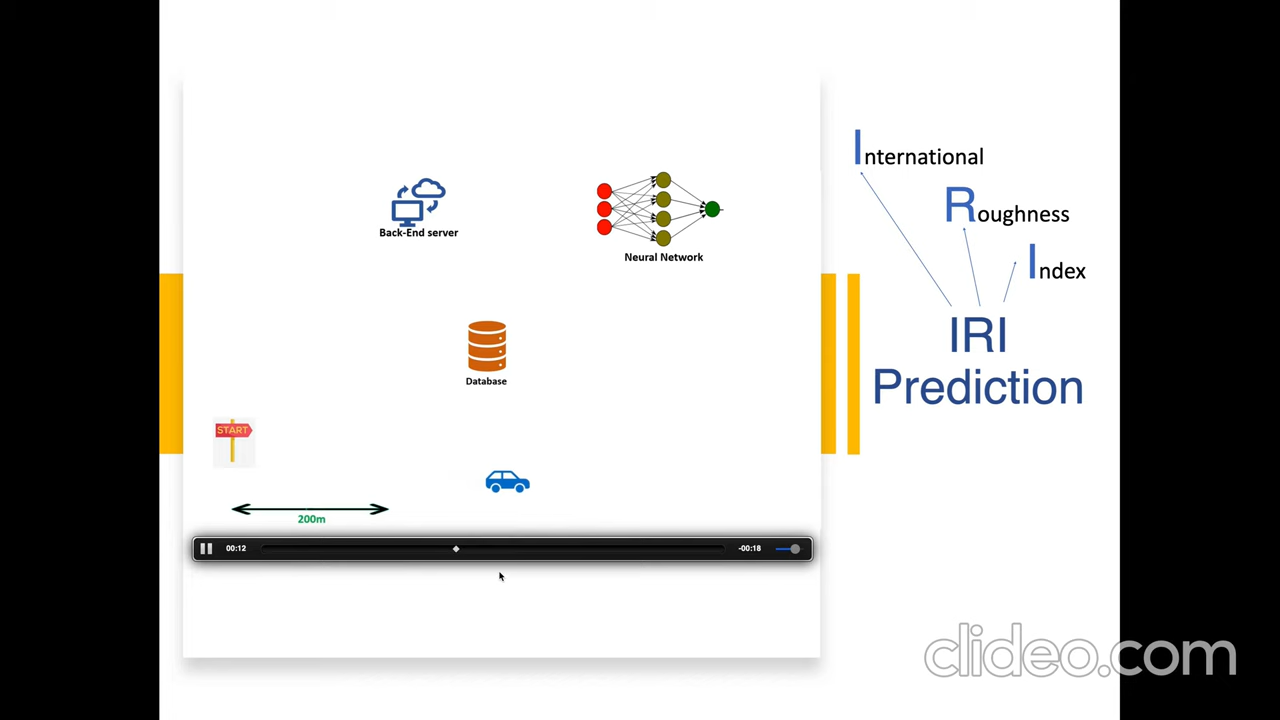 International
Roughness
Index
IRI
Prediction
Back-End server
Neural Network
Database
START
200m
00:12
-00:18
clideo.com